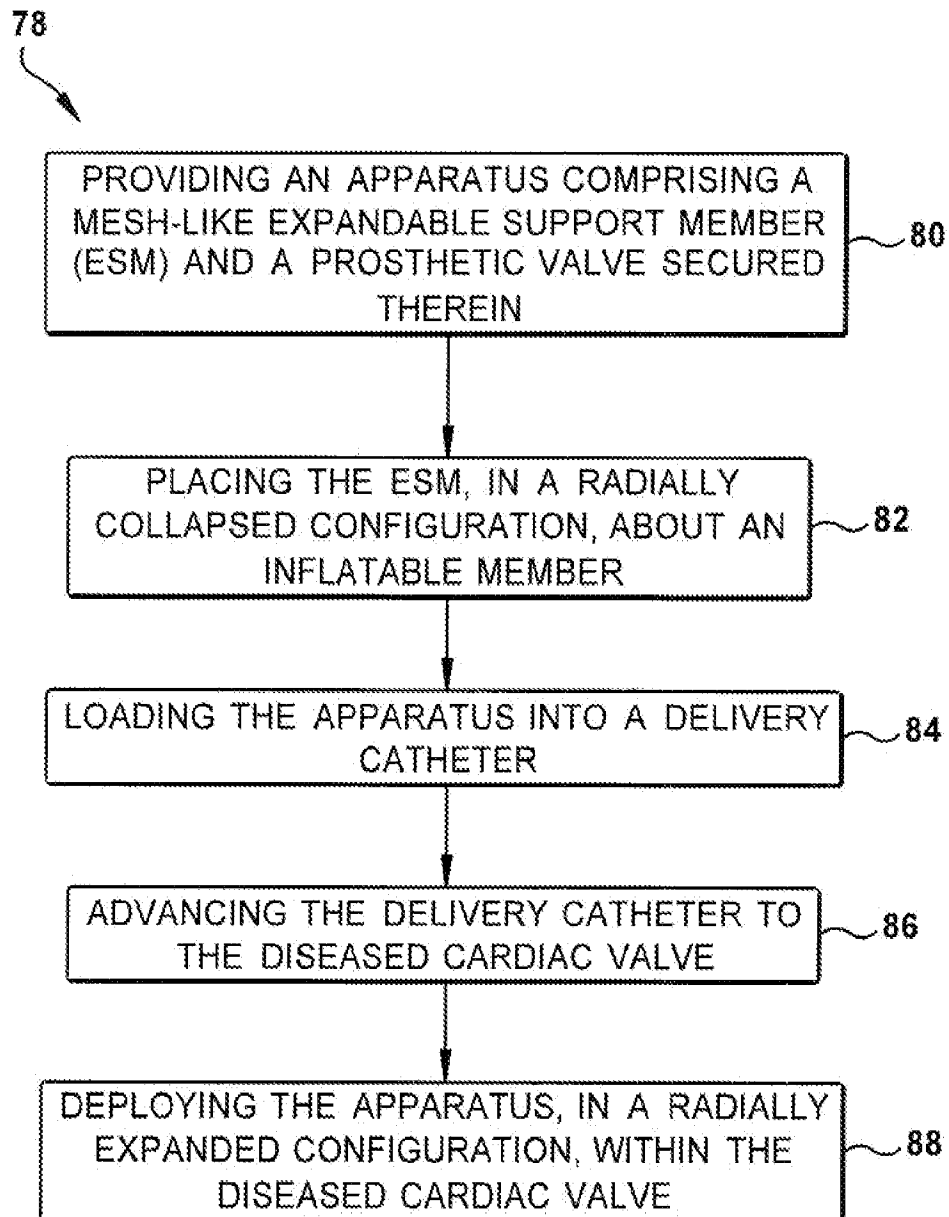 78
PROVIDING AN APPARATUS COMPRISING A
MESH-LIKE EXPANDABLE SUPPORT MEMBER
(ESM) AND A PROSTHETIC VALVE SECURED
THEREIN
80
PLACING THE ESM, IN A RADIALLY
COLLAPSED CONFIGURATION, ABOUT AN
INFLATABLE MEMBER
82
LOADING THE APPARATUS INTO A DELIVERY
CATHETER
84
ADVANCING THE DELIVERY CATHETER TO
THE DISEASED CARDIAC VALVE
86
DEPLOYING THE APPARATUS, IN A RADIALLY
EXPANDED CONFIGURATION, WITHIN THE
DISEASED CARDIAC VALVE
88